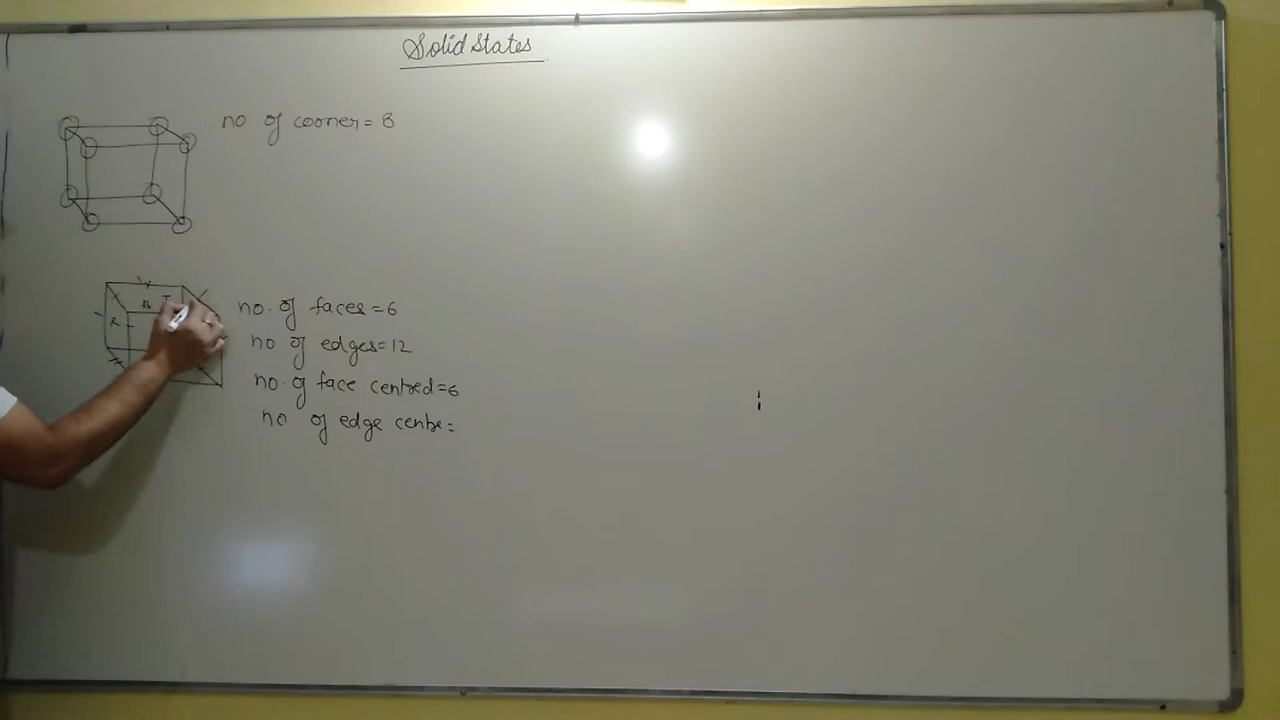 Solid States
no of cooner = 8
no. of faces = 6
no of edges = 12
no. of face centred = 6
no of edge centre =
R
B
T